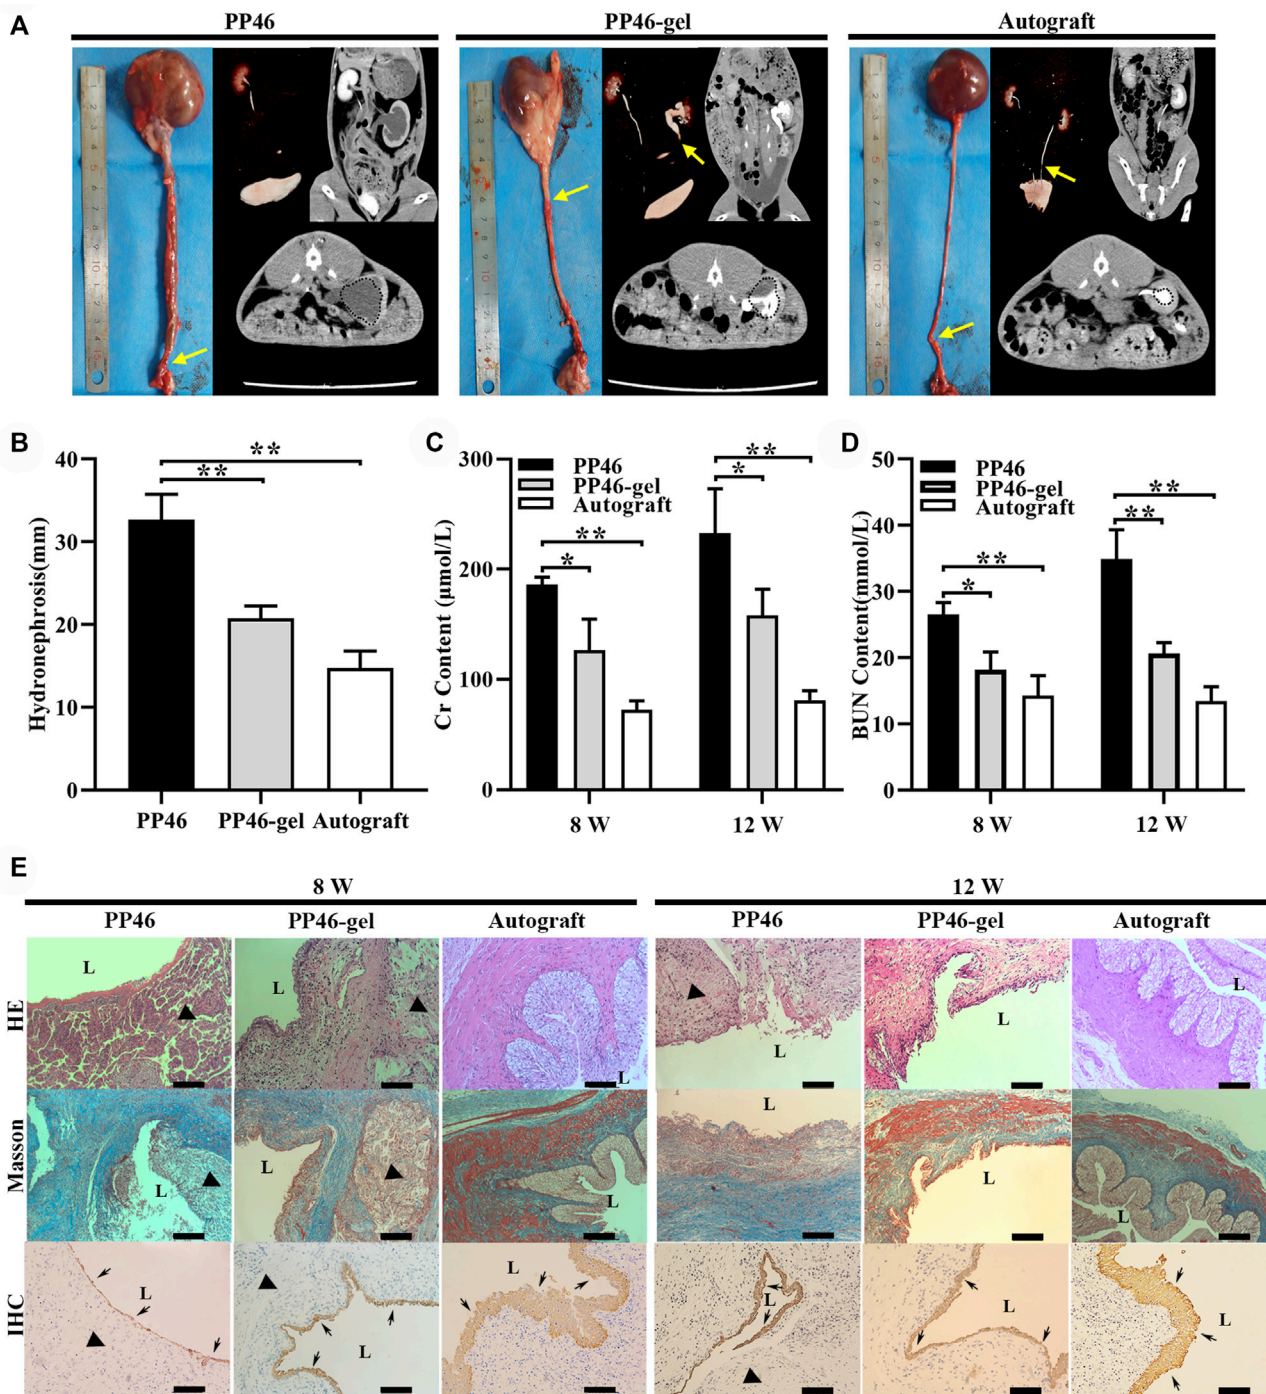 A
PP46
PP46-gel
Autograft
B
Hydronephrosis(mm)
40
30
20
10
0
**
**
PP46
PP46-gel
Autograft
C
Cr Content (μmol/L)
300
200
100
0
PP46
PP46-gel
Autograft
*
**
*
**
8 W
12 W
D
BUN Content(mmol/L)
50
40
30
20
10
0
PP46
PP46-gel
Autograft
*
**
**
**
8 W
12 W
E
8 W
12 W
PP46
PP46-gel
Autograft
PP46
PP46-gel
Autograft
HE
L
L
L
L
L
L
Masson
L
L
L
L
L
L
IHC
L
L
L
L
L
L